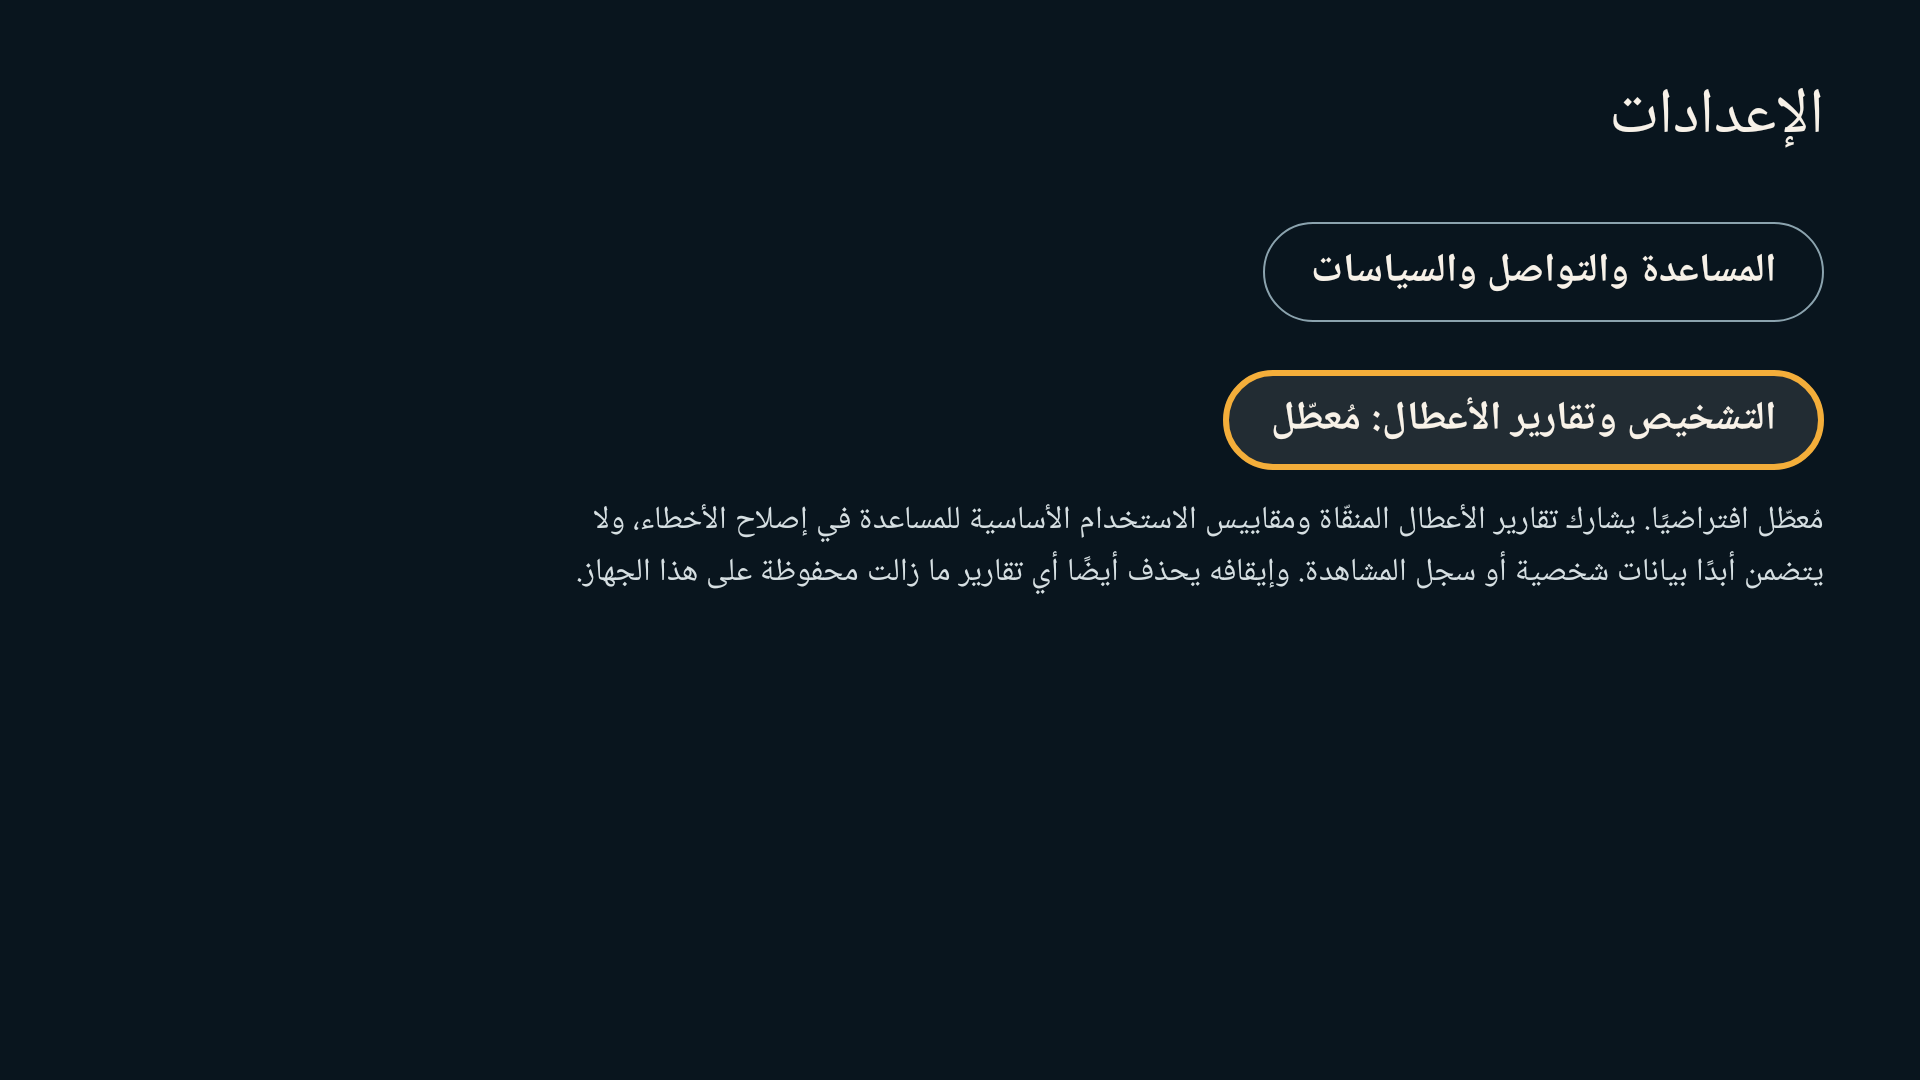 الإعدادات
المساعدة والتواصل والسياسات
التشخيص وتقارير الأعطال: مُعطّل
مُعطّل افتراضيًا. يشارك تقارير الأعطال المنقّاة ومقاييس الاستخدام الأساسية للمساعدة في إصلاح الأخطاء، ولا
يتضمن أبدًا بيانات شخصية أو سجل المشاهدة. وإيقافه يحذف أيضًا أي تقارير ما زالت محفوظة على هذا الجهاز.